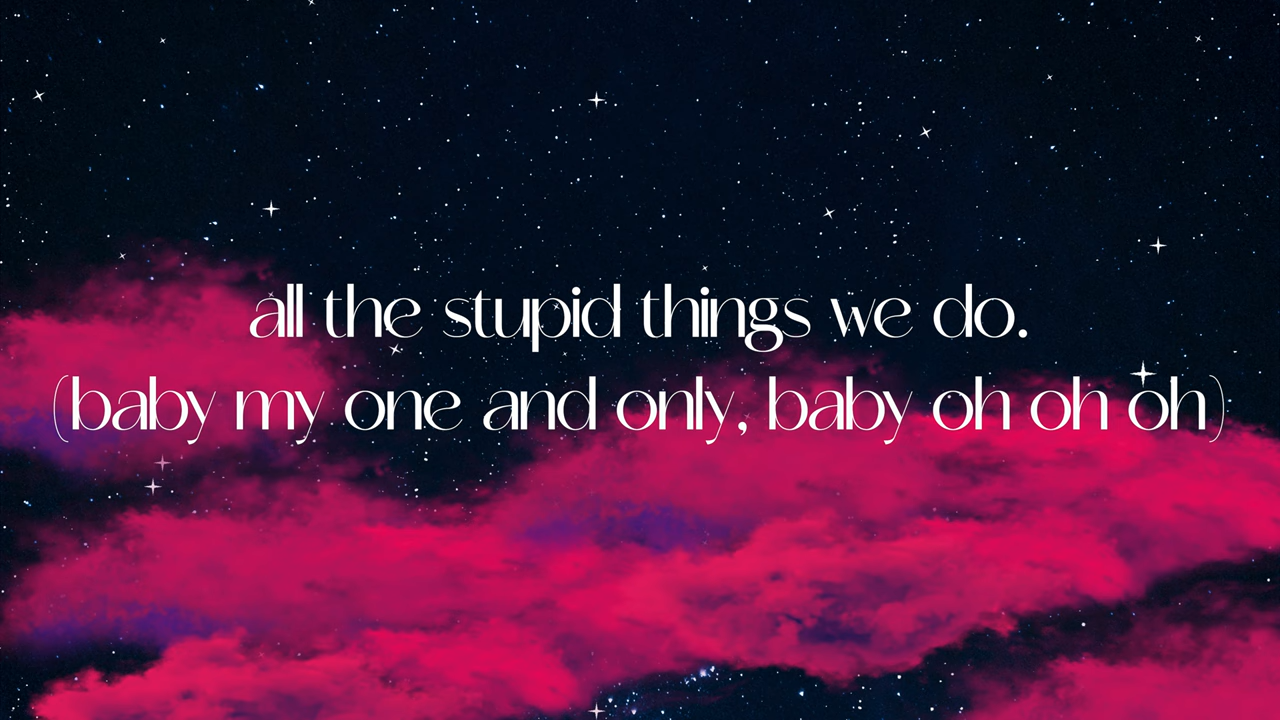 all the stupid things we do.
(baby my one and only, baby oh oh oh)